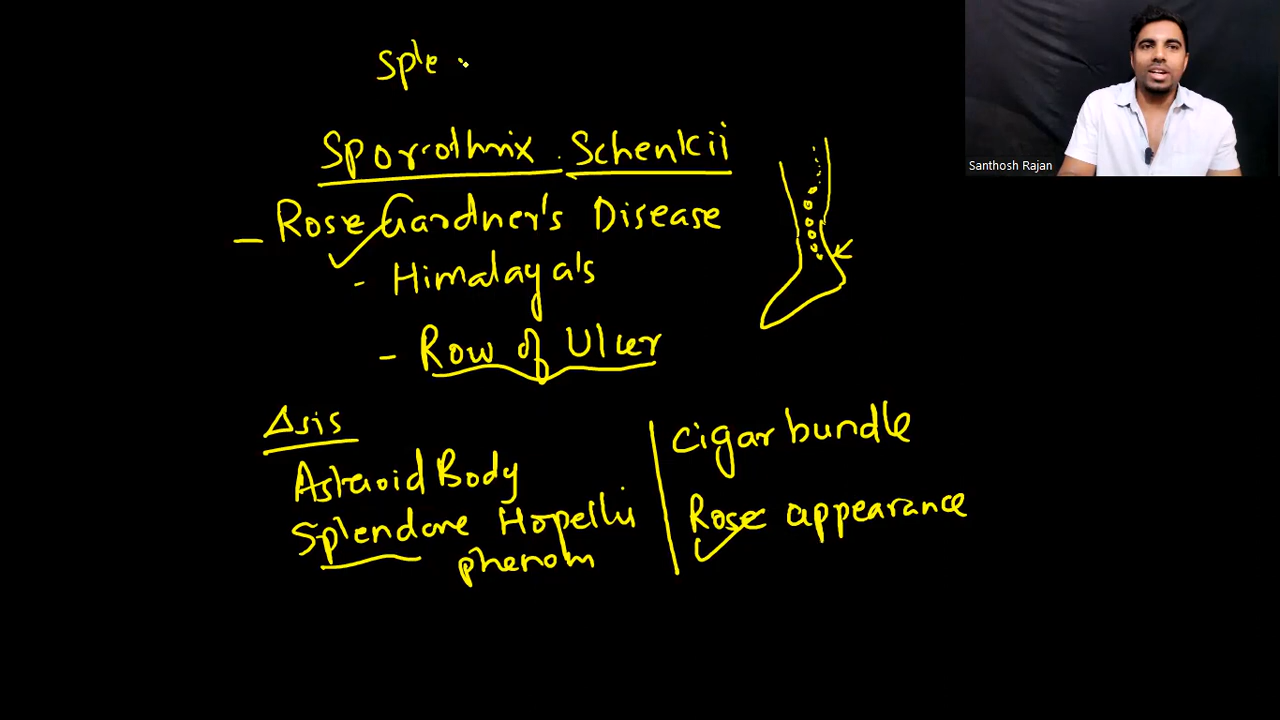 Sple
Santhosh Rajan
Sporothrix Schenkii
- Rose Gardner's Disease
- Himalaya's
- Row of Ulcer
Δsis
Asteroid Body
Splendore Hopelli
phenom
cigar bundle
Rose appearance